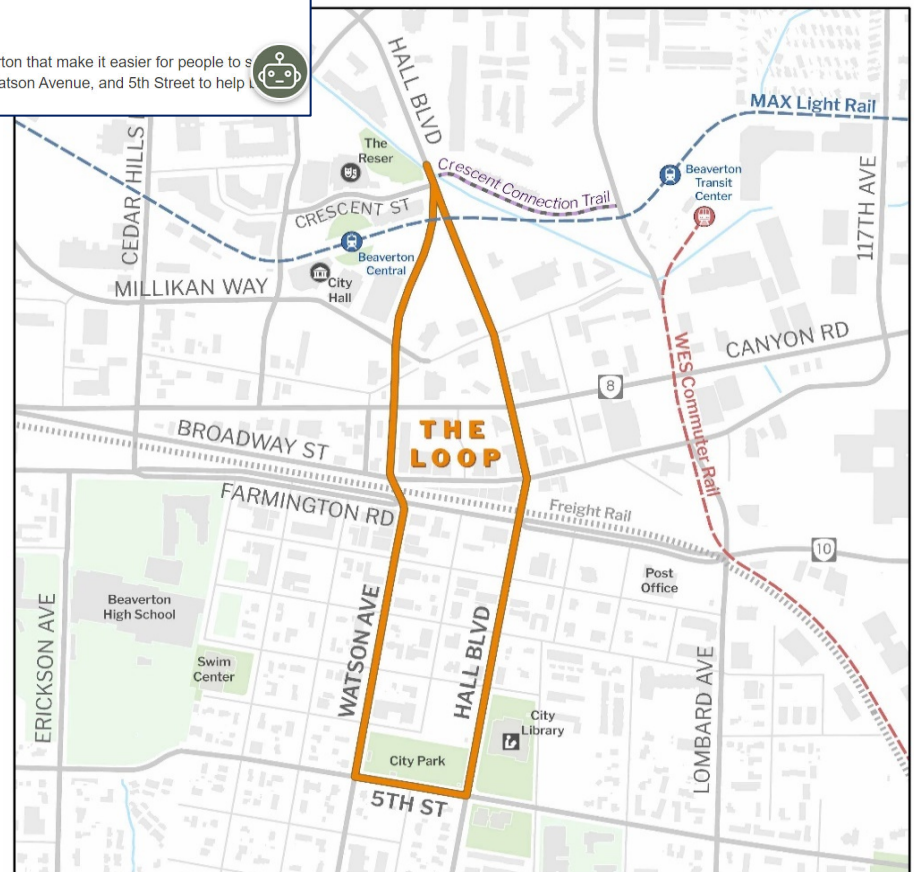 rton that make it easier for people to s
atson Avenue, and 5th Street to help
HALL BLVD
MAX Light Rail
The
Reser
Crescent Connection Trail
Beaverton
Transit
Center
CEDAR HILLS
117TH AVE
CRESCENT ST
Beaverton
Central
City
Hall
MILLIKAN WAY
WES Commuter Rail
CANYON RD
8
THE
LOOP
BROADWAY ST
FARMINGTON RD
Freight Rail
10
Post
Office
Beaverton
High School
ERICKSON AVE
WATSON AVE
HALL BLVD
Swim
Center
LOMBARD AVE
City
Library
City Park
5TH ST